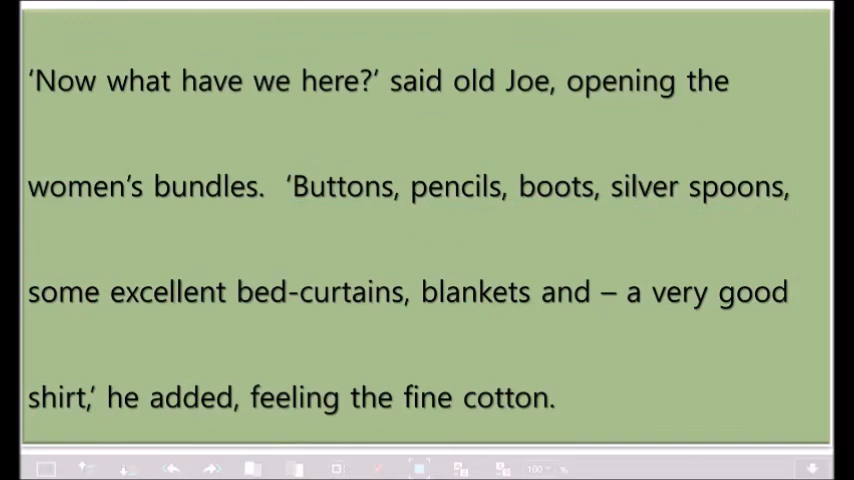 ‘Now what have we here?’ said old Joe, opening the
women’s bundles.  ‘Buttons, pencils, boots, silver spoons,
some excellent bed-curtains, blankets and – a very good
shirt,’ he added, feeling the fine cotton.
100 %